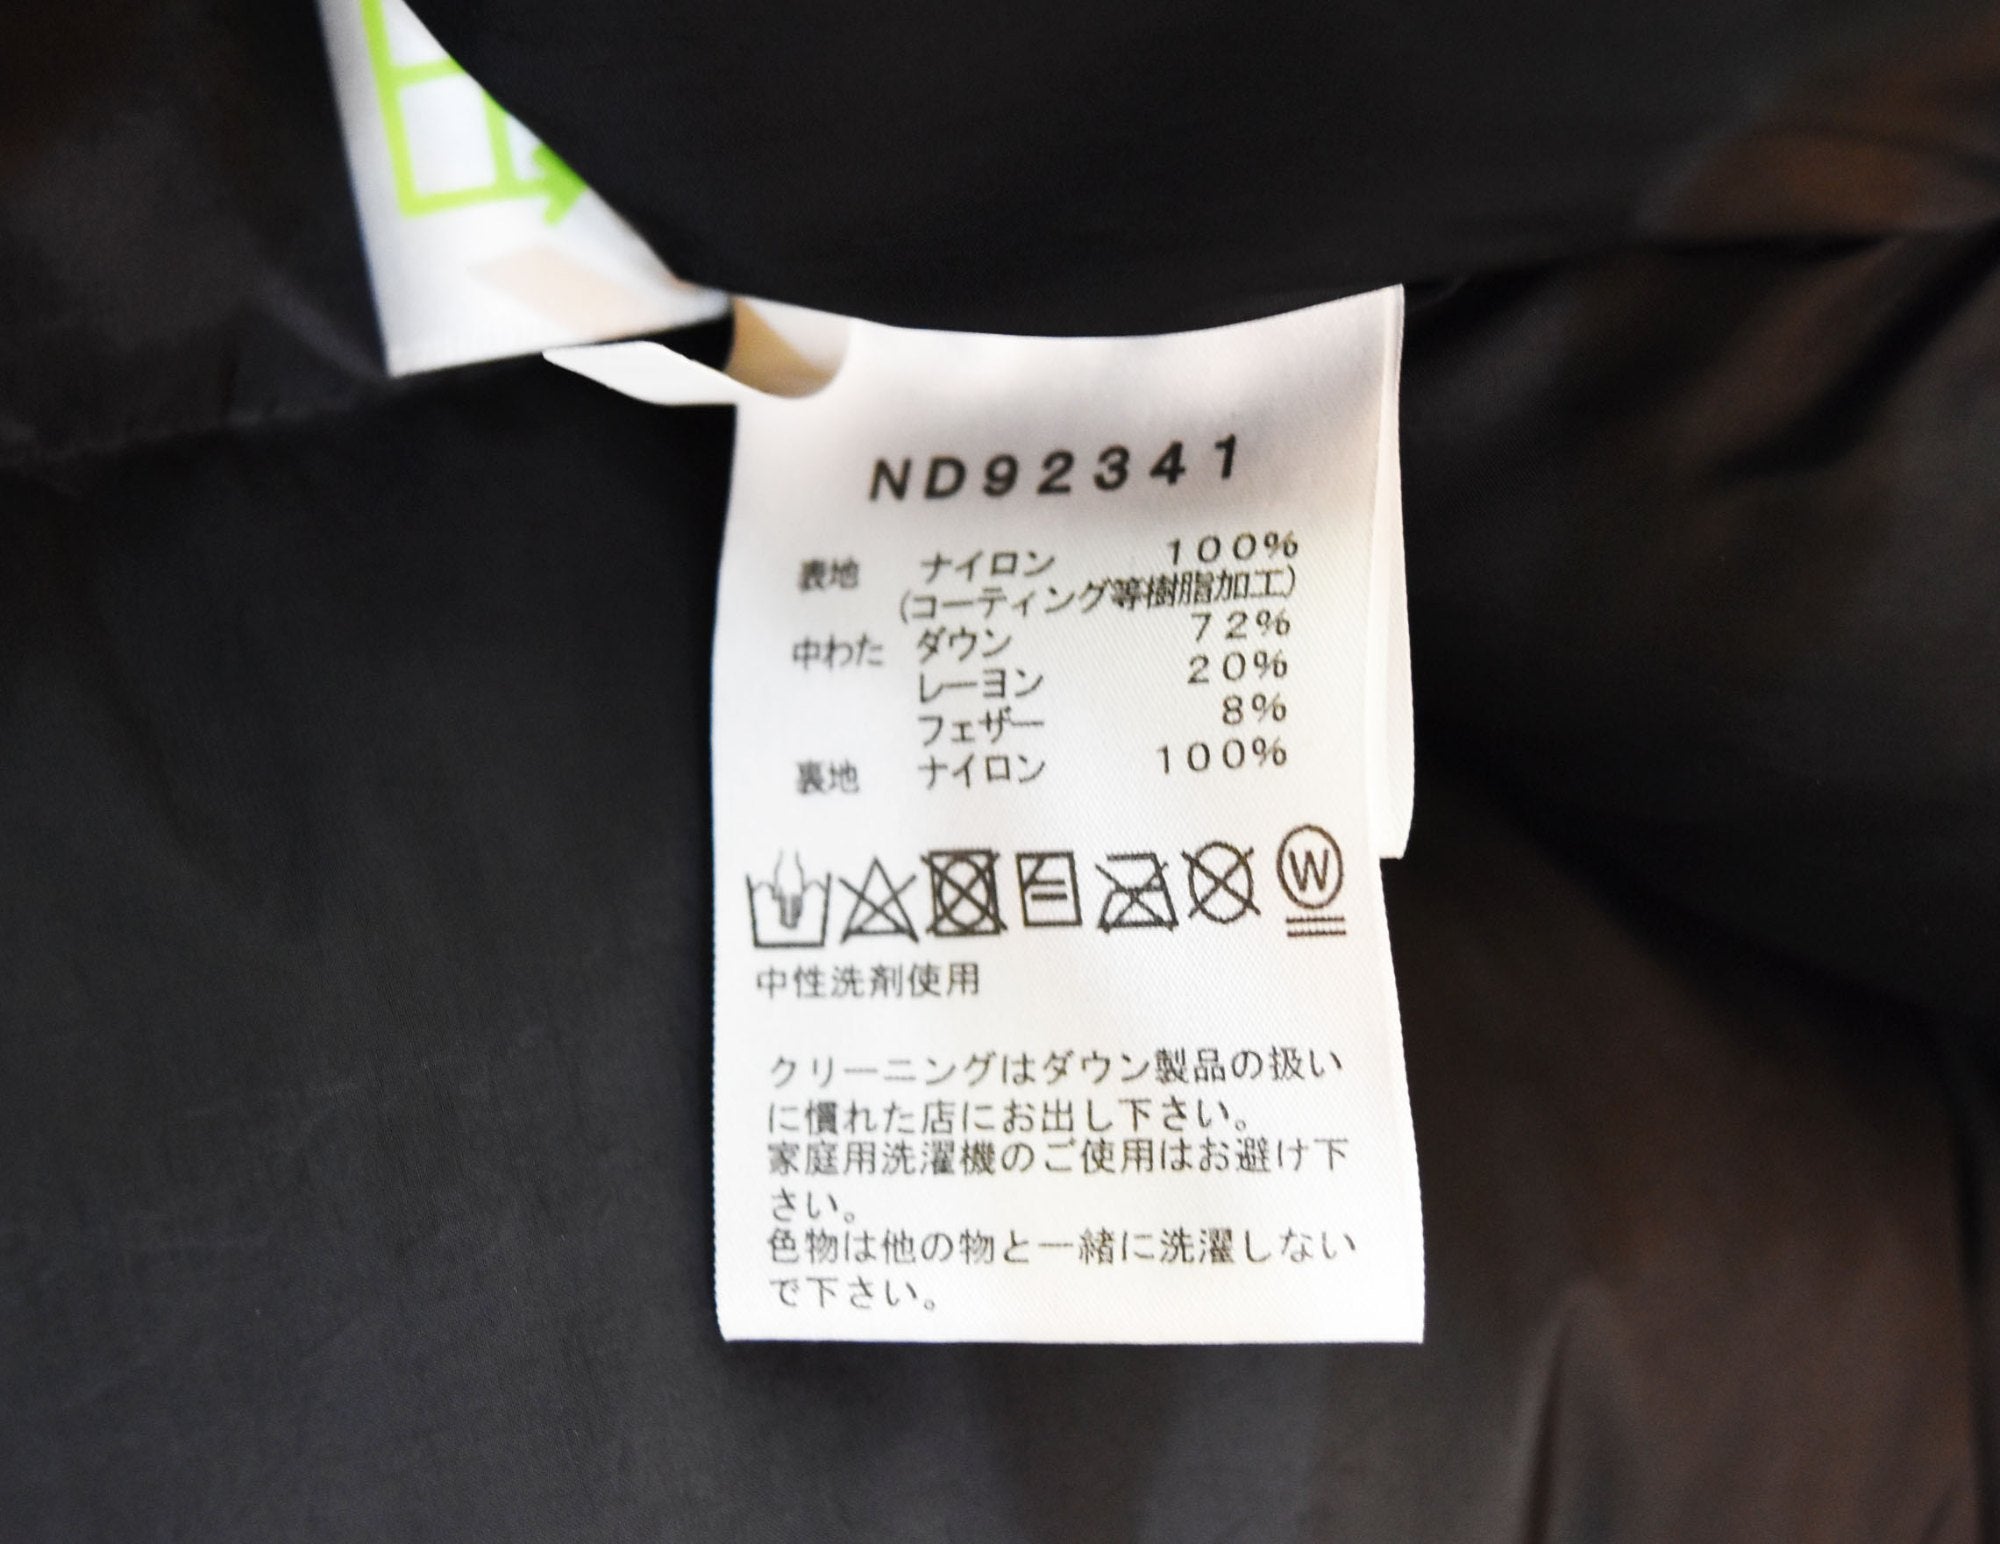 ND92341
表地 ナイロン 100%
(コーティング等樹脂加工)
中わた ダウン 72%
レーヨン 20%
フェザー 8%
裏地 ナイロン 100%
W
中性洗剤使用
クリーニングはダウン製品の扱い
に慣れた店にお出し下さい。
家庭用洗濯機のご使用はお避け下
さい。
色物は他の物と一緒に洗濯しない
で下さい。